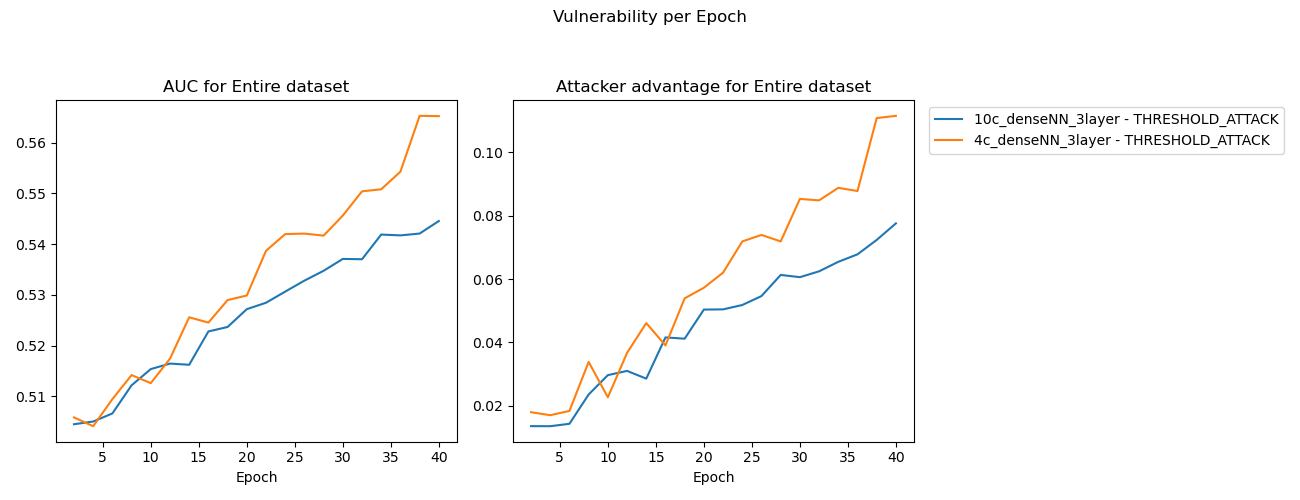 Vulnerability per Epoch
AUC for Entire dataset
0.56
0.55
0.54
0.53
0.52
0.51
5 10 15 20 25 30 35 40
Epoch
Attacker advantage for Entire dataset
0.10
0.08
0.06
0.04
0.02
5 10 15 20 25 30 35 40
Epoch
10c_denseNN_3layer - THRESHOLD_ATTACK
4c_denseNN_3layer - THRESHOLD_ATTACK